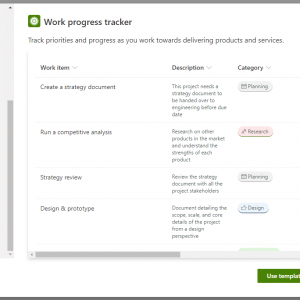 Work progress tracker
Track priorities and progress as you work towards delivering products and services.
Work item Description Category
Create a strategy document This project needs a Planning
strategy document to
be handed over to
engineering before due
date
Run a competitive analysis Research on other Research
products in the market
and understand the
strengths of each
product
Strategy review Review the strategy Planning
document with all the
project stakeholders
Design & prototype Document detailing the Design
scope, scale, and core
details of the project
from a design
perspective
Use templat